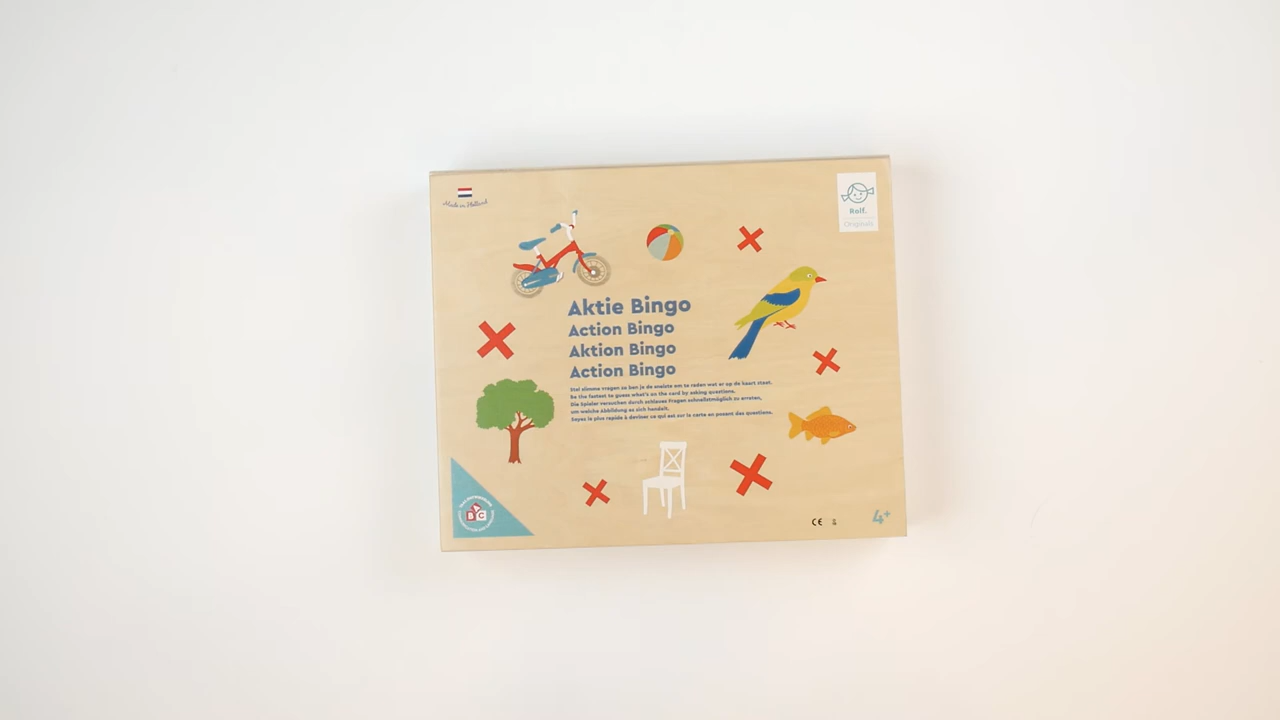 Made in Holland
Rolf.
Originals
Aktie Bingo
Action Bingo
Aktion Bingo
Action Bingo
Stel slimme vragen zo ben je de snelste om te raden wat er op de kaart staat.
Be the fastest to guess what's on the card by asking questions.
Die Spieler versuchen durch schlaues Fragen schnellstmöglich zu erraten,
um welche Abbildung es sich handelt.
Soyez le plus rapide à deviner ce qui est sur la carte en posant des questions.
CE
4+